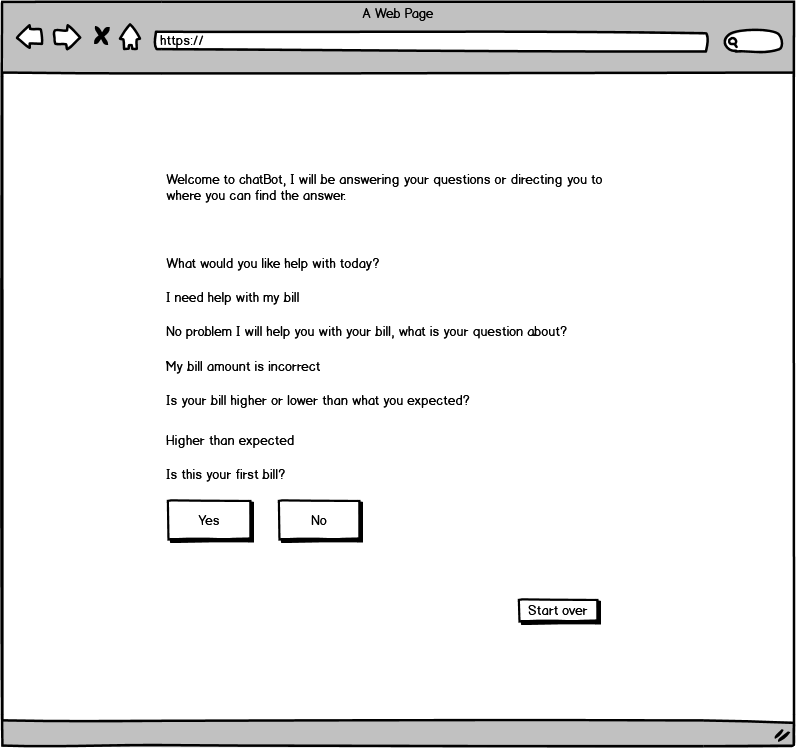 A Web Page
https://
Welcome to chatBot, I will be answering your questions or directing you to
where you can find the answer.
What would you like help with today?
I need help with my bill
No problem I will help you with your bill, what is your question about?
My bill amount is incorrect
Is your bill higher or lower than what you expected?
Higher than expected
Is this your first bill?
Yes No
Start over